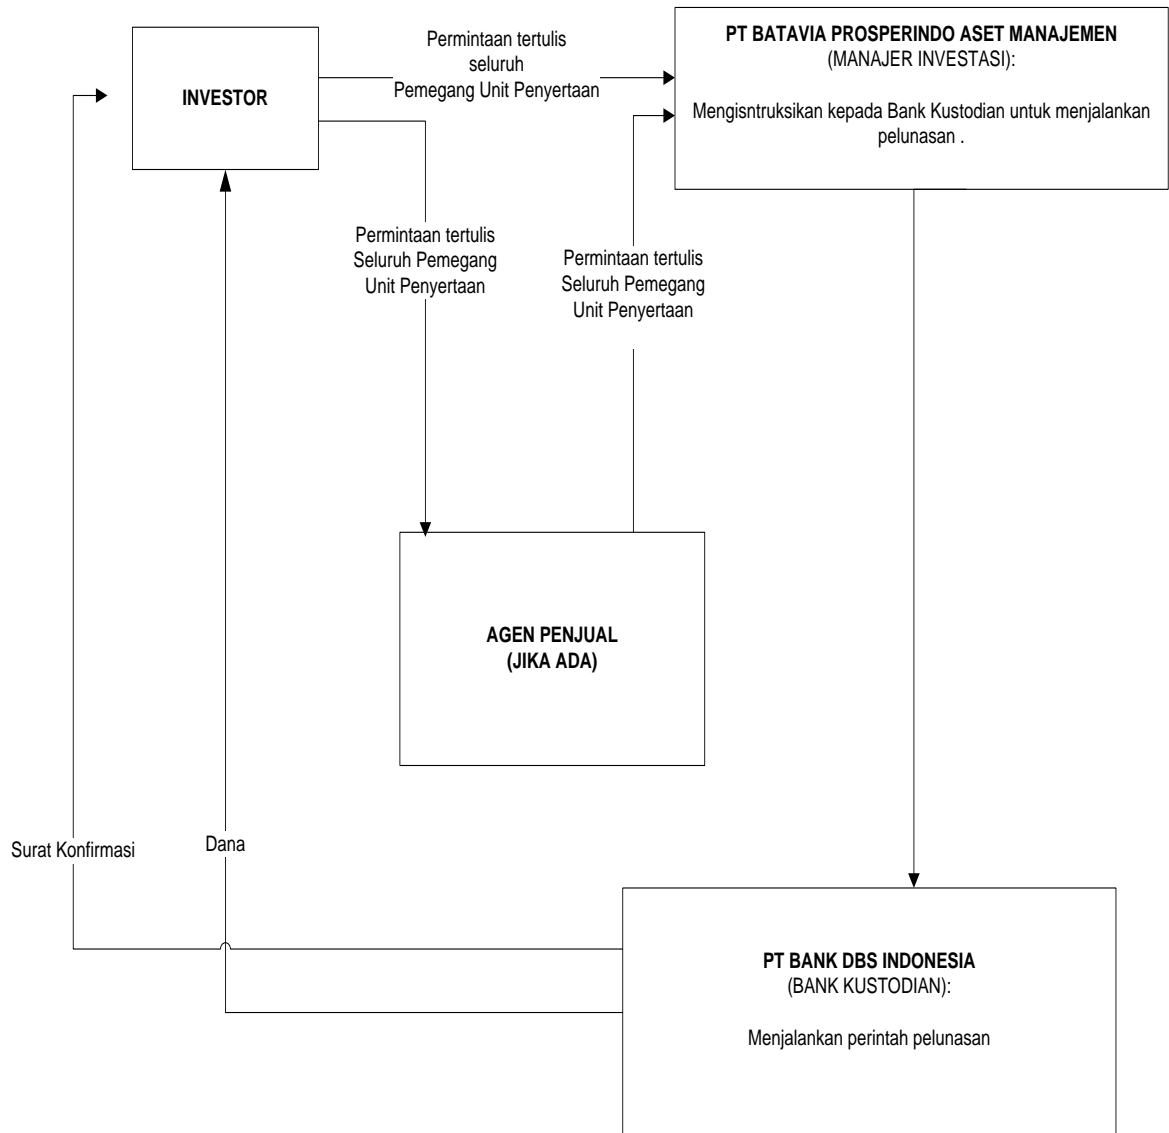 INVESTOR
Permintaan tertulis
seluruh
Pemegang Unit Penyertaan
PT BATAVIA PROSPERINDO ASET MANAJEMEN
(MANAJER INVESTASI):
Mengisntruksikan kepada Bank Kustodian untuk menjalankan
pelunasan .
Permintaan tertulis
Seluruh Pemegang
Unit Penyertaan
Permintaan tertulis
Seluruh Pemegang
Unit Penyertaan
AGEN PENJUAL
(JIKA ADA)
Surat Konfirmasi
Dana
PT BANK DBS INDONESIA
(BANK KUSTODIAN):
Menjalankan perintah pelunasan